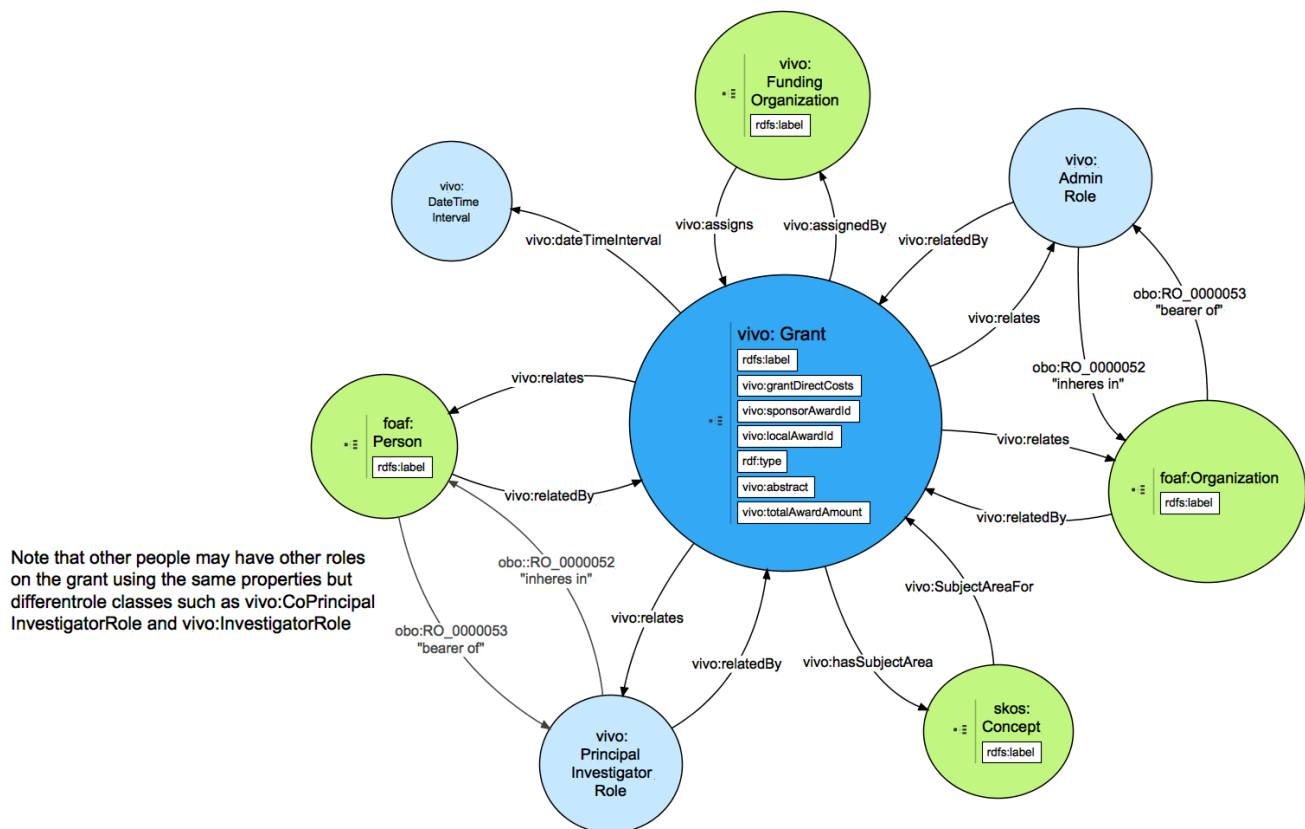 vivo:
Funding
Organization
rdfs:label
vivo:
DateTime
Interval
vivo:
Admin
Role
vivo:assigns
vivo:assignedBy
vivo:dateTimeInterval
vivo:relatedBy
obo:RO_0000053
"bearer of"
vivo:relates
vivo: Grant
rdfs:label
vivo:grantDirectCosts
vivo:sponsorAwardId
vivo:localAwardId
rdf:type
vivo:abstract
vivo:totalAwardAmount
obo:RO_0000052
"inheres in"
vivo:relates
foaf:
Person
rdfs:label
vivo:relates
foaf:Organization
rdfs:label
vivo:relatedBy
vivo:relatedBy
Note that other people may have other roles
on the grant using the same properties but
differentrole classes such as vivo:CoPrincipal
InvestigatorRole and vivo:InvestigatorRole
obo::RO_0000052
"inheres in"
vivo:SubjectAreaFor
vivo:relates
obo:RO_0000053
"bearer of"
vivo:relatedBy
vivo:hasSubjectArea
vivo:
Principal
Investigator
Role
skos:
Concept
rdfs:label